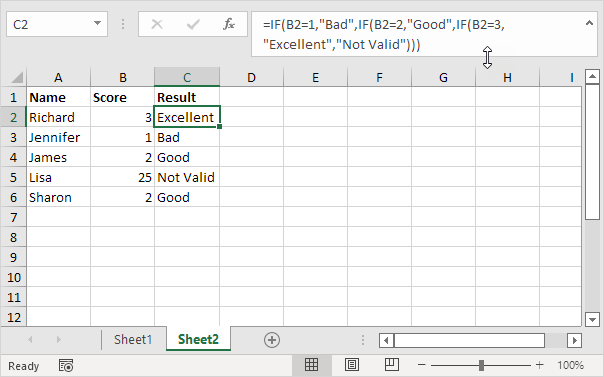 C2
fx
=IF(B2=1,"Bad",IF(B2=2,"Good",IF(B2=3,
"Excellent","Not Valid")))
A B C D E F G H I
1 Name Score Result
2 Richard 3 Excellent
3 Jennifer 1 Bad
4 James 2 Good
5 Lisa 25 Not Valid
6 Sharon 2 Good
7
8
9
10
11
12
Sheet1 Sheet2
Ready 100%